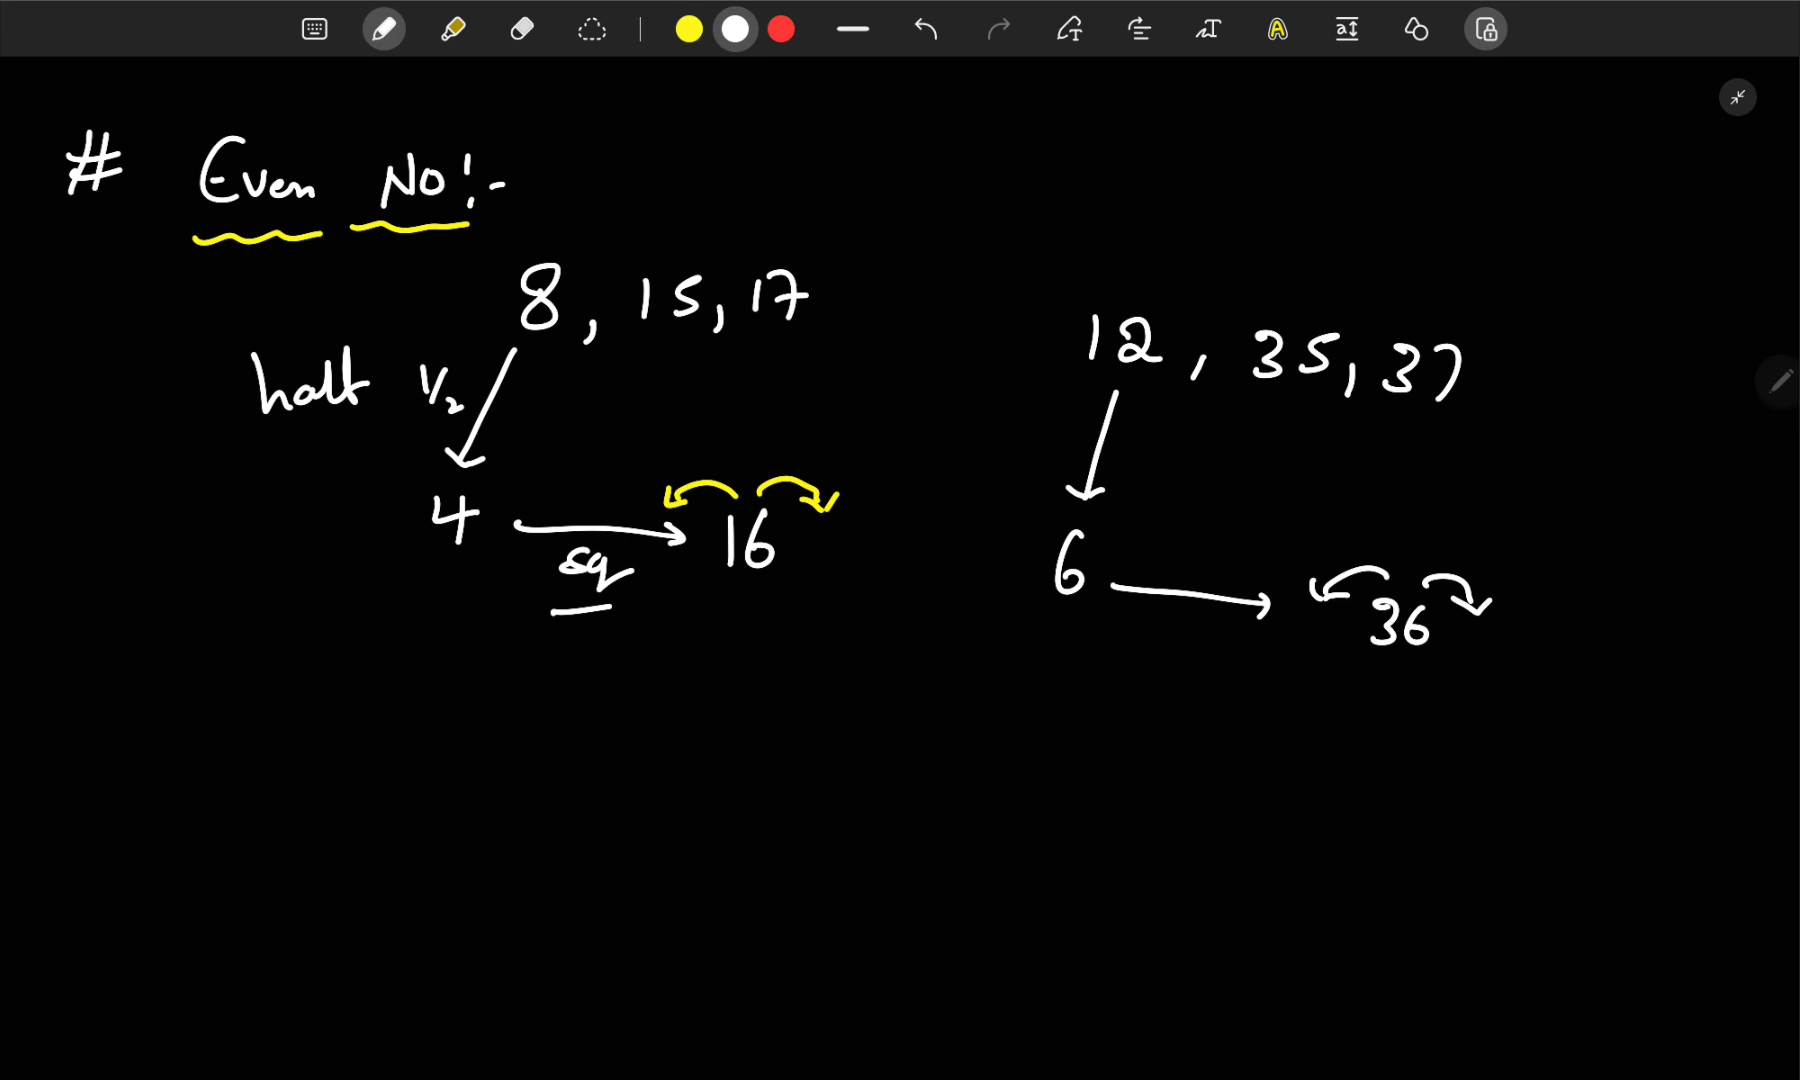 # Even No:-
8, 15, 17
12, 35, 37
half 1/2
4
sq
16
6
36